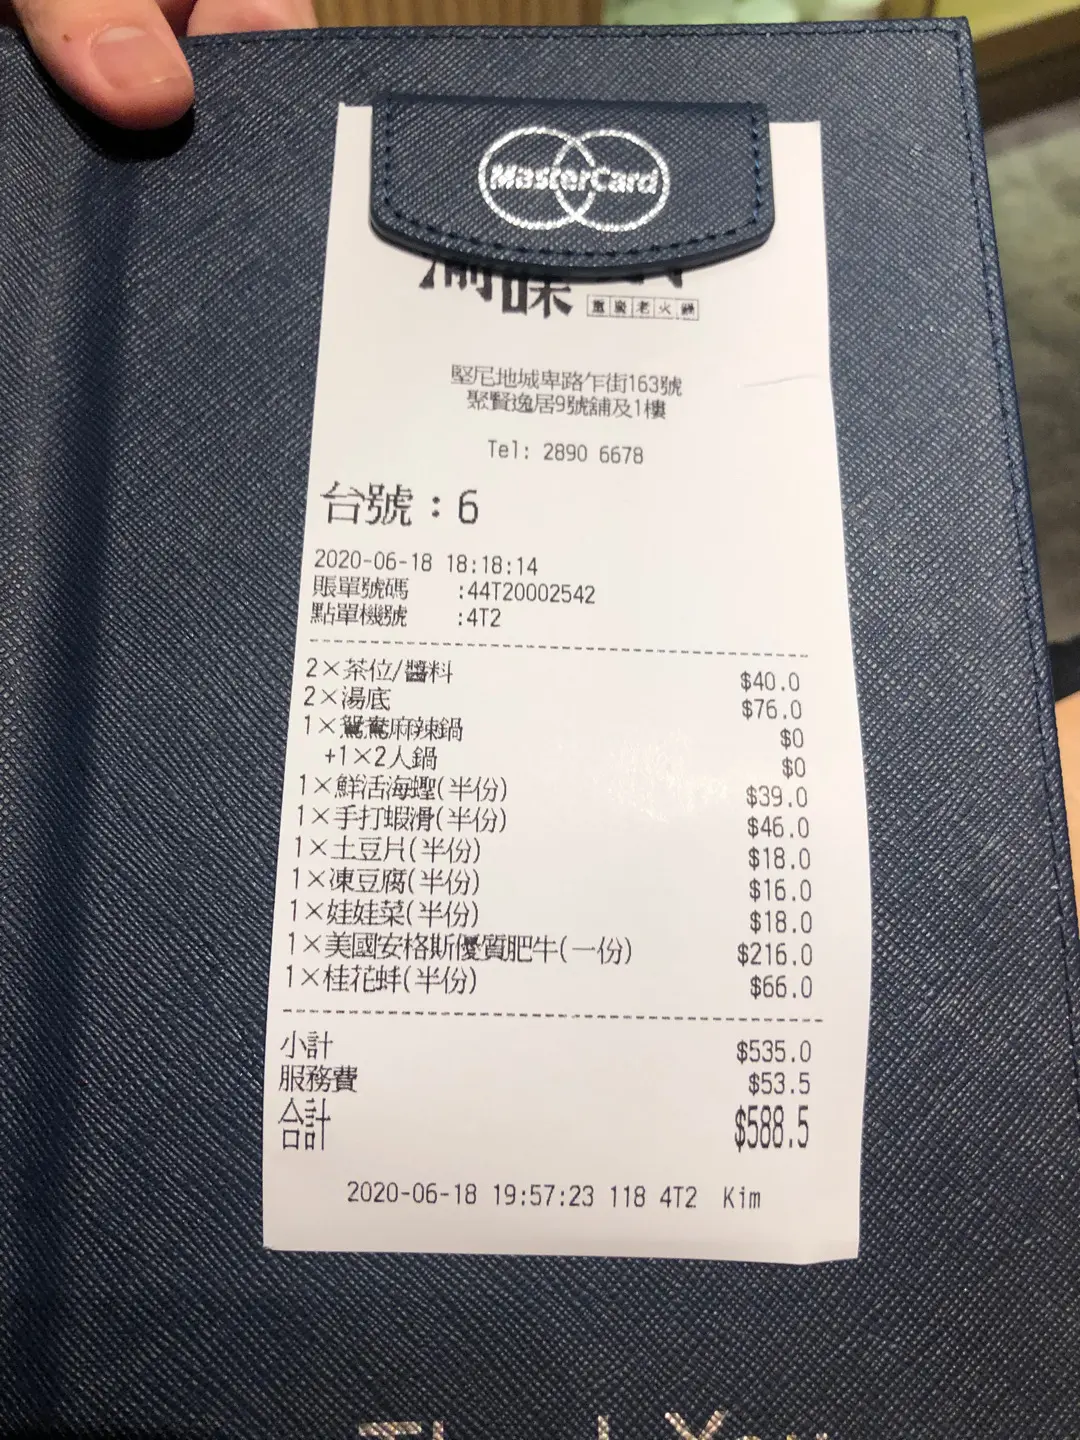 MasterCard
渝味
重慶老火鍋
堅尼地城卑路乍街163號
聚賢逸居9號舖及1樓
Tel: 2890 6678
台號：6
2020-06-18 18:18:14
賬單號碼 :44T20002542
點單機號 :4T2
2×茶位/醬料 $40.0
2×湯底 $76.0
1×鴛鴦麻辣鍋 $0
+1×2人鍋 $0
1×鮮活海蟶(半份) $39.0
1×手打蝦滑(半份) $46.0
1×土豆片(半份) $18.0
1×凍豆腐(半份) $16.0
1×娃娃菜(半份) $18.0
1×美國安格斯優質肥牛(一份) $216.0
1×桂花蚌(半份) $66.0
小計 $535.0
服務費 $53.5
合計 $588.5
2020-06-18 19:57:23 118 4T2 Kim
Thank You